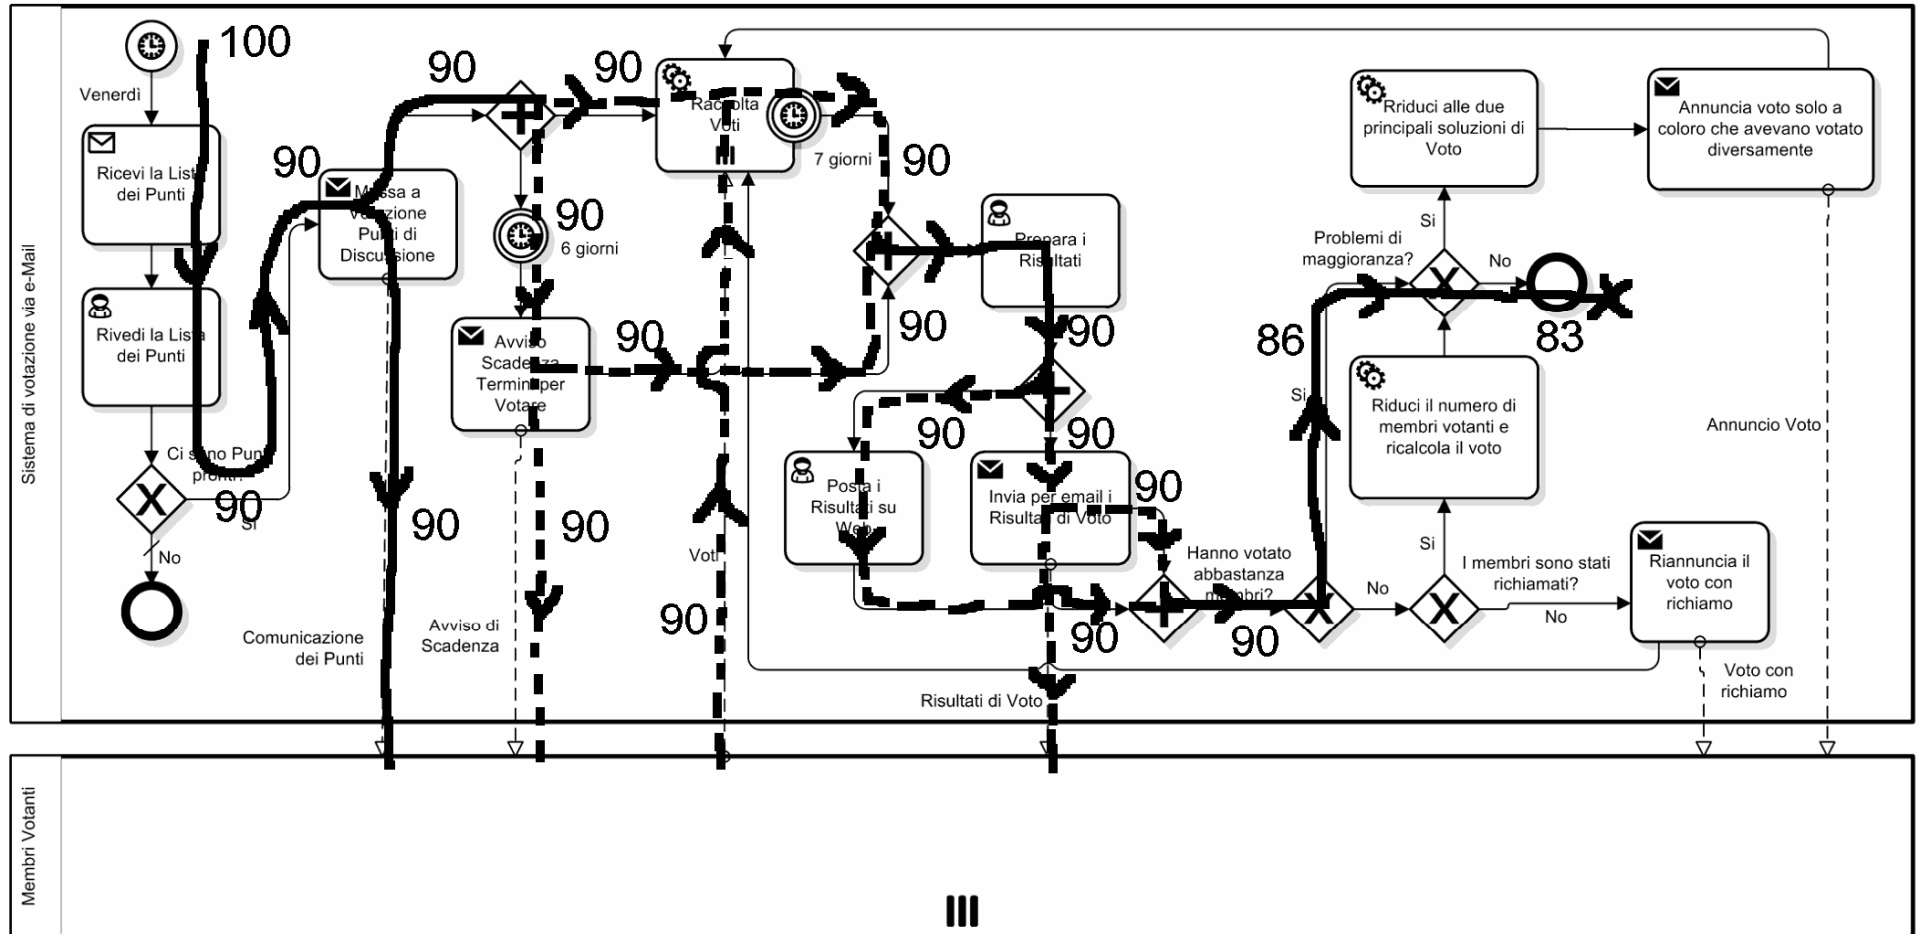 Sistema di votazione via e-Mail
100
Venerdì
Ricevi la Lista
dei Punti
Rivedi la Lista
dei Punti
Ci sono Punti
pronti?
90
Si
No
90
Messa a
Votazione
Punti di
Discussione
90
Comunicazione
dei Punti
90
90
6 giorni
Avviso
Scadenza
Termini per
Votare
90
Avviso di
Scadenza
90
90
Raccolta
Voti
7 giorni
90
Voti
90
90
Prepara i
Risultati
90
90
90
Posta i
Risultati su
Web
Invia per email i
Risultati di Voto
90
90
Risultati di Voto
Hanno votato
abbastanza
membri?
90
Si
86
No
I membri sono stati
richiamati?
Si
No
Riduci il numero di
membri votanti e
ricalcola il voto
Problemi di
maggioranza?
Si
No
83
Rriduci alle due
principali soluzioni di
Voto
Annuncia voto solo a
coloro che avevano votato
diversamente
Annuncio Voto
Riannuncia il
voto con
richiamo
Voto con
richiamo
Membri Votanti